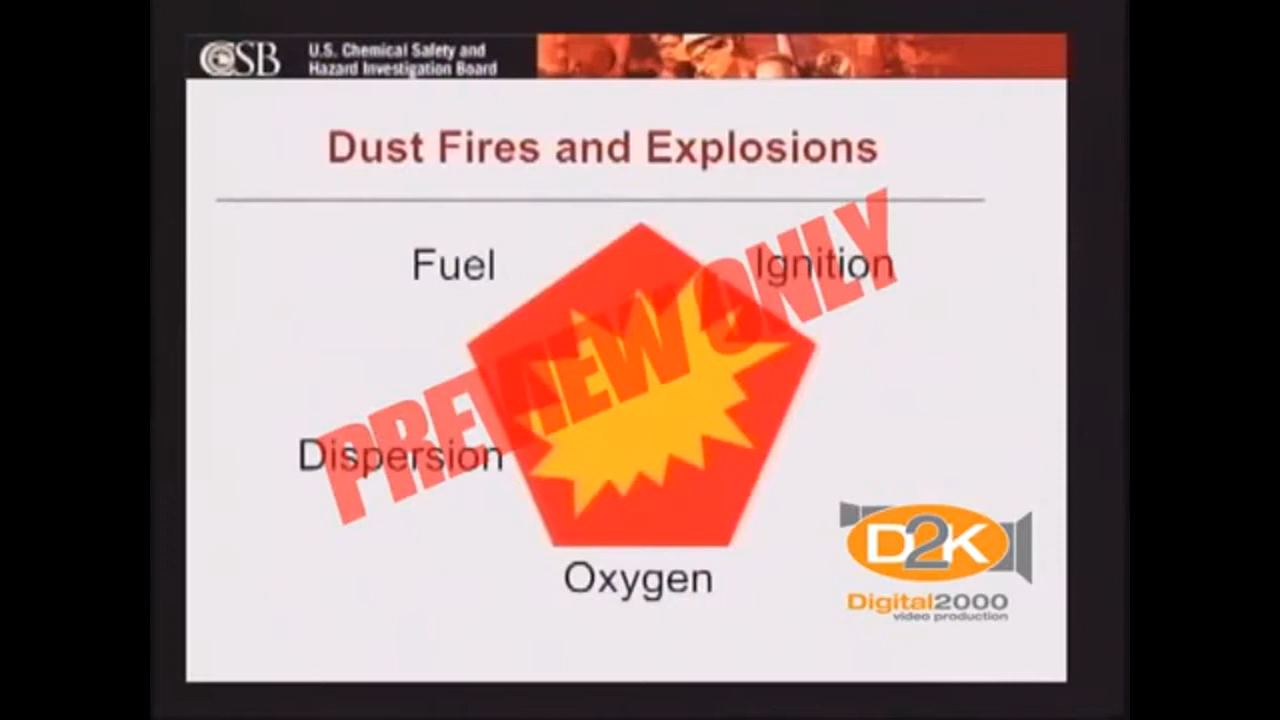 CSB
U.S. Chemical Safety and
Hazard Investigation Board
Dust Fires and Explosions
Fuel
Ignition
PREVIEW ONLY
Dispersion
Oxygen
D2K
Digital2000
video production